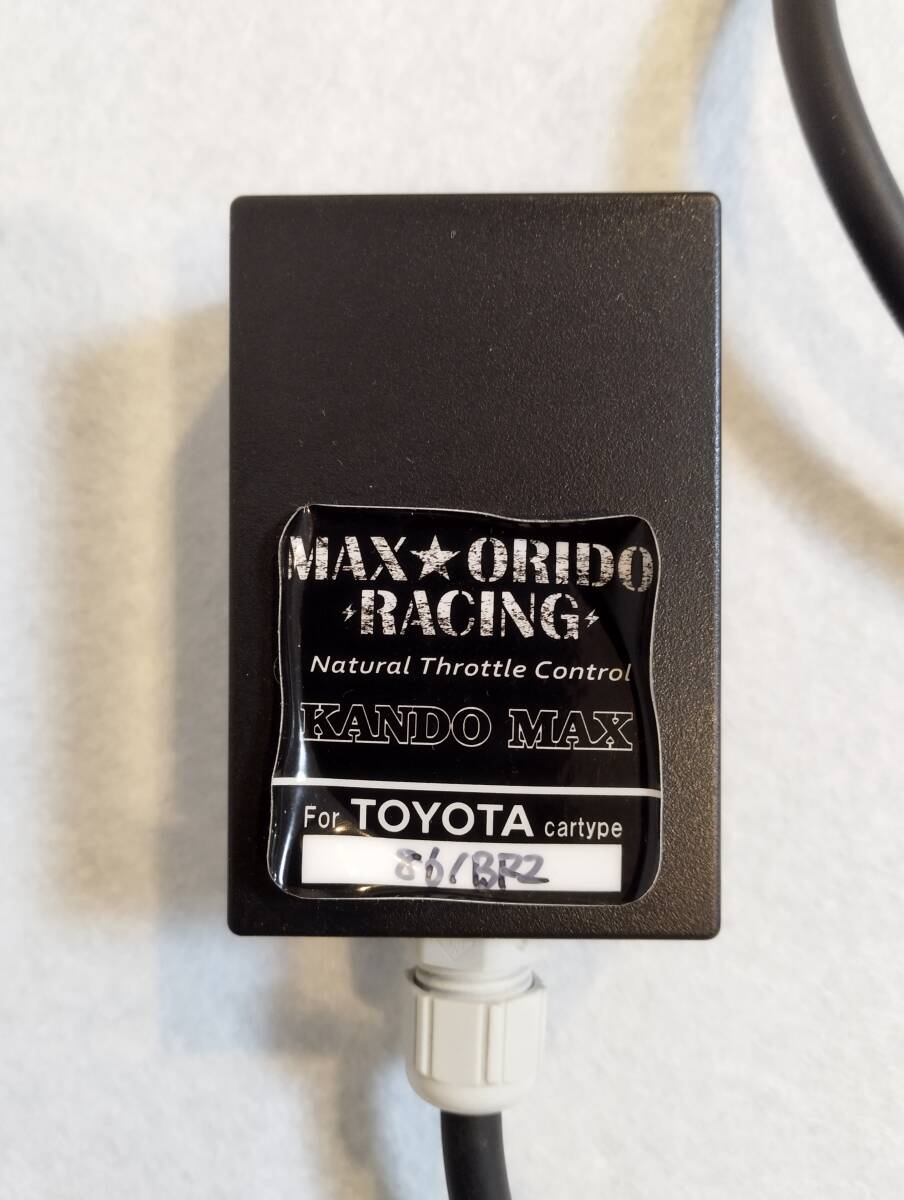 MAX★ORIDO
RACING
Natural Throttle Control
KANDO MAX
For TOYOTA cartype
86/BRZ